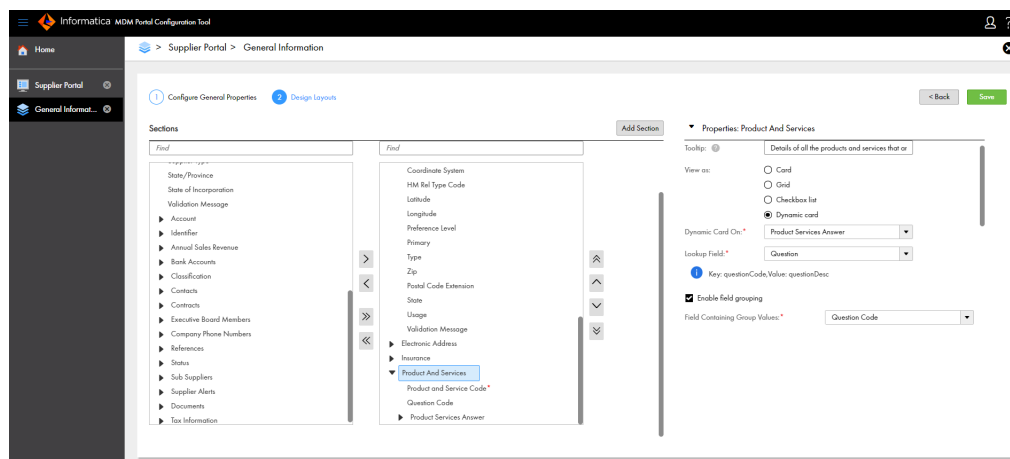 Informatica MDM Portal Configuration Tool
?
Home
> Supplier Portal > General Information
Supplier Portal
General Informat...
1 Configure General Properties 2 Design Layouts
< Back Save
Sections
Add Section
Properties: Product And Services
Find
Find
State/Province
State of Incorporation
Validation Message
Account
Identifier
Annual Sales Revenue
Bank Accounts
Classification
Contacts
Contracts
Executive Board Members
Company Phone Numbers
References
Status
Sub Suppliers
Supplier Alerts
Documents
Tax Information
Coordinate System
HM Rel Type Code
Latitude
Longitude
Preference Level
Primary
Type
Zip
Postal Code Extension
State
Usage
Validation Message
Electronic Address
Insurance
Product And Services
Product and Service Code*
Question Code
Product Services Answer
Tooltip: ? Details of all the products and services that ar
View as: Card
Grid
Checkbox list
Dynamic card
Dynamic Card On:* Product Services Answer
Lookup Field:* Question
i Key: questionCode,Value: questionDesc
Enable field grouping
Field Containing Group Values:* Question Code